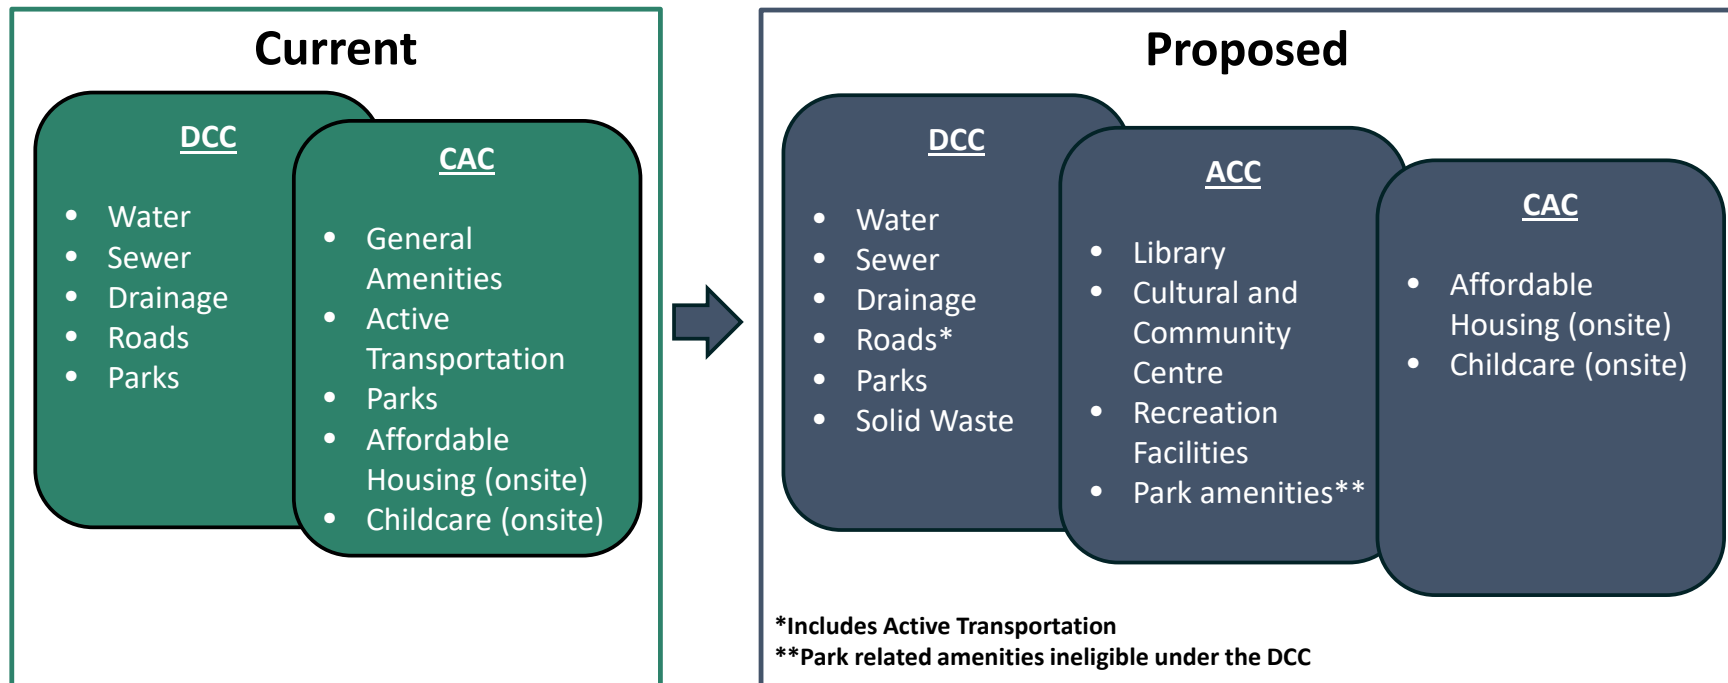 Current
DCC
• Water
• Sewer
• Drainage
• Roads
• Parks
CAC
• General
Amenities
• Active
Transportation
• Parks
• Affordable
Housing (onsite)
• Childcare (onsite)
Proposed
DCC
• Water
• Sewer
• Drainage
• Roads*
• Parks
• Solid Waste
ACC
• Library
• Cultural and
Community
Centre
• Recreation
Facilities
• Park amenities**
CAC
• Affordable
Housing (onsite)
• Childcare (onsite)
*Includes Active Transportation
**Park related amenities ineligible under the DCC